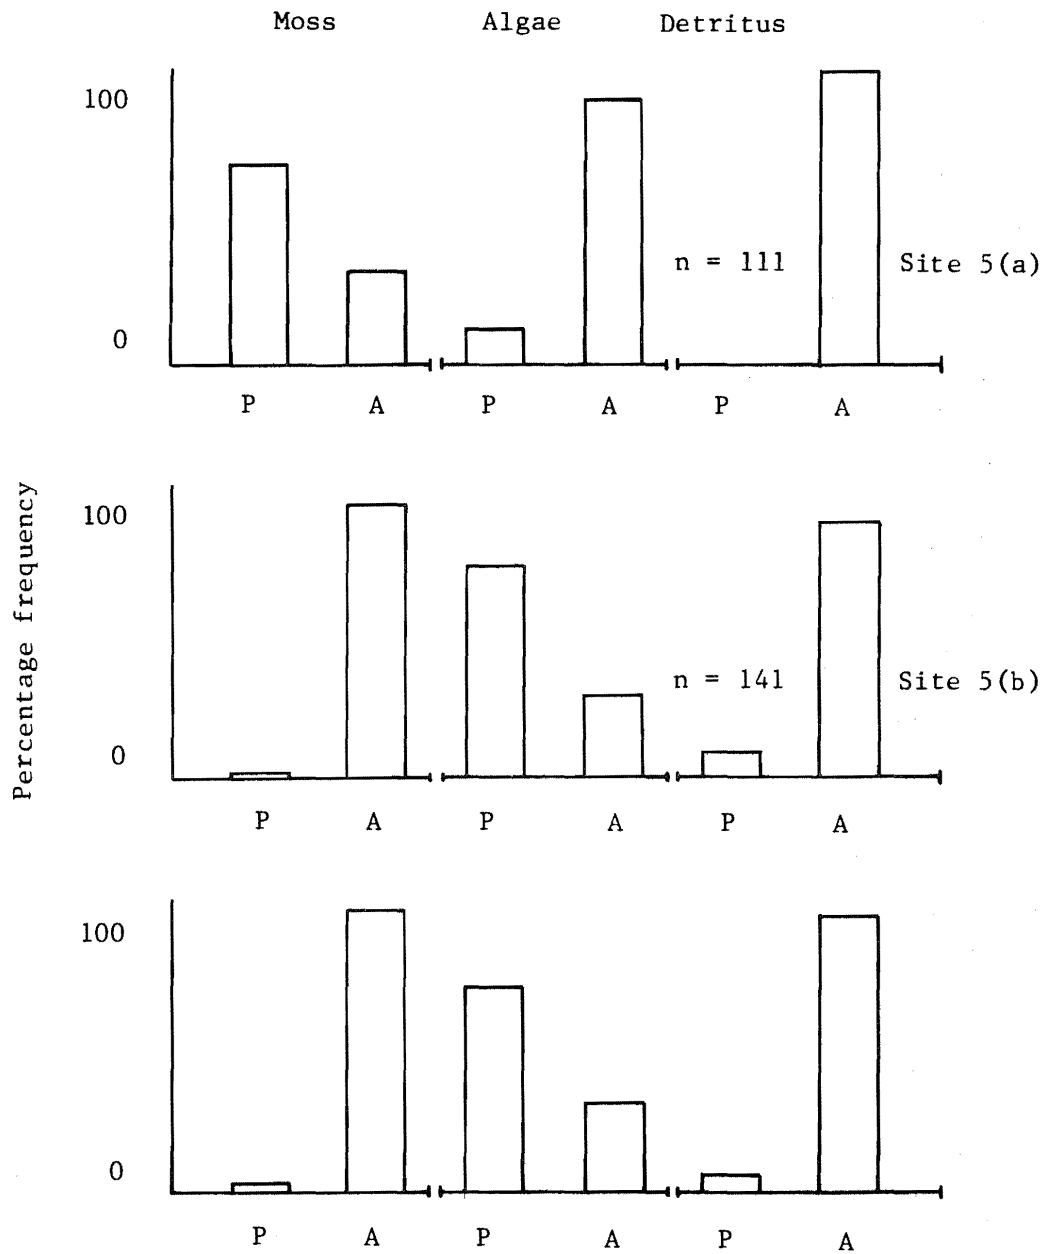 Moss Algae Detritus
100
n = 111 Site 5(a)
0
P A P A P A
Percentage frequency
100
n = 141 Site 5(b)
0
P A P A P A
100
0
P A P A P A